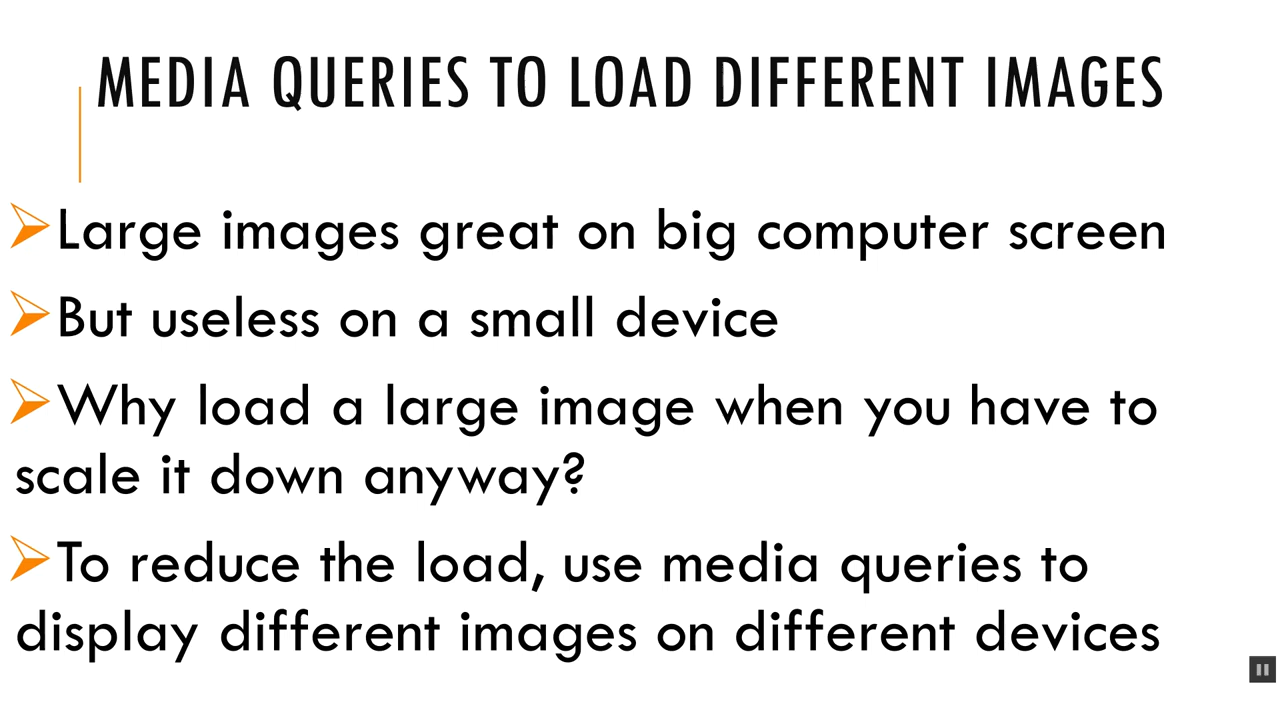 MEDIA QUERIES TO LOAD DIFFERENT IMAGES
Large images great on big computer screen
But useless on a small device
Why load a large image when you have to
scale it down anyway?
To reduce the load, use media queries to
display different images on different devices